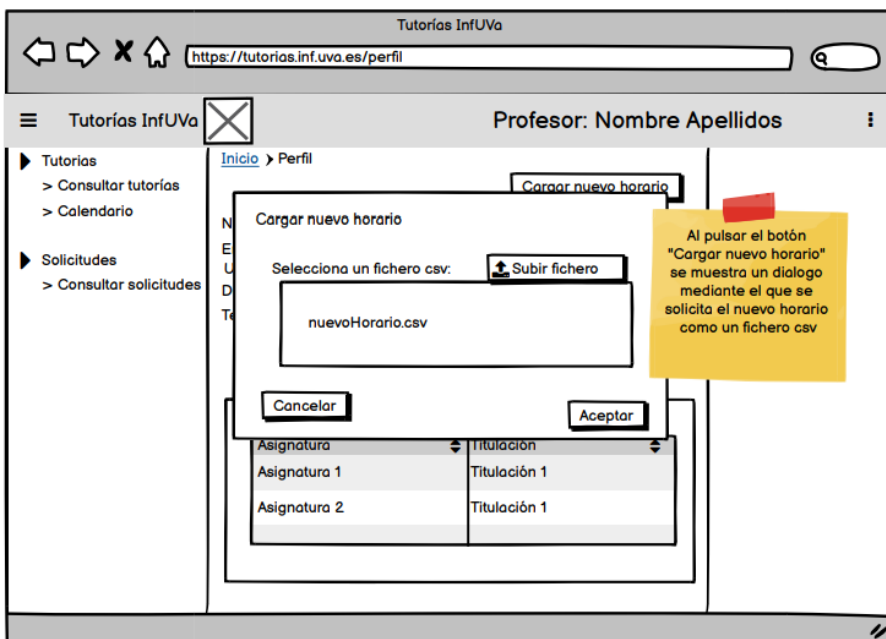 Tutorías InfUVa
https://tutorias.inf.uva.es/perfil
Tutorías InfUVa
Profesor: Nombre Apellidos
Tutorias
> Consultar tutorías
> Calendario
Solicitudes
> Consultar solicitudes
Inicio > Perfil
Cargar nuevo horario
Cargar nuevo horario
Selecciona un fichero csv:
Subir fichero
nuevoHorario.csv
Cancelar
Aceptar
Asignatura
Titulación
Asignatura 1
Titulación 1
Asignatura 2
Titulación 1
Al pulsar el botón
"Cargar nuevo horario"
se muestra un dialogo
mediante el que se
solicita el nuevo horario
como un fichero csv